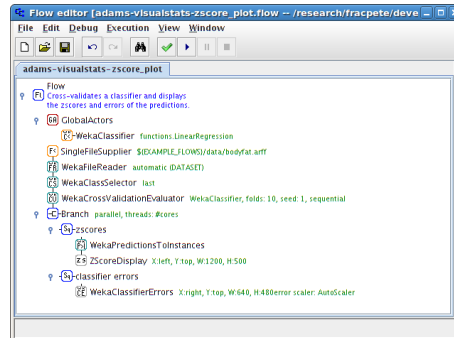 Flow editor [adams-visualstats-zscore_plot.flow -- /research/fracpete/deve
File Edit Debug Execution View Window
adams-visualstats-zscore_plot
Flow
Cross-validates a classifier and displays
the zscores and errors of the predictions.
GlobalActors
WekaClassifier functions.LinearRegression
SingleFileSupplier ${EXAMPLE_FLOWS}/data/bodyfat.arff
WekaFileReader automatic (DATASET)
WekaClassSelector last
WekaCrossValidationEvaluator WekaClassifier, folds: 10, seed: 1, sequential
Branch parallel, threads: #cores
zscores
WekaPredictionsToInstances
ZScoreDisplay X:left, Y:top, W:1200, H:500
classifier errors
WekaClassifierErrors X:right, Y:top, W:640, H:480error scaler: AutoScaler